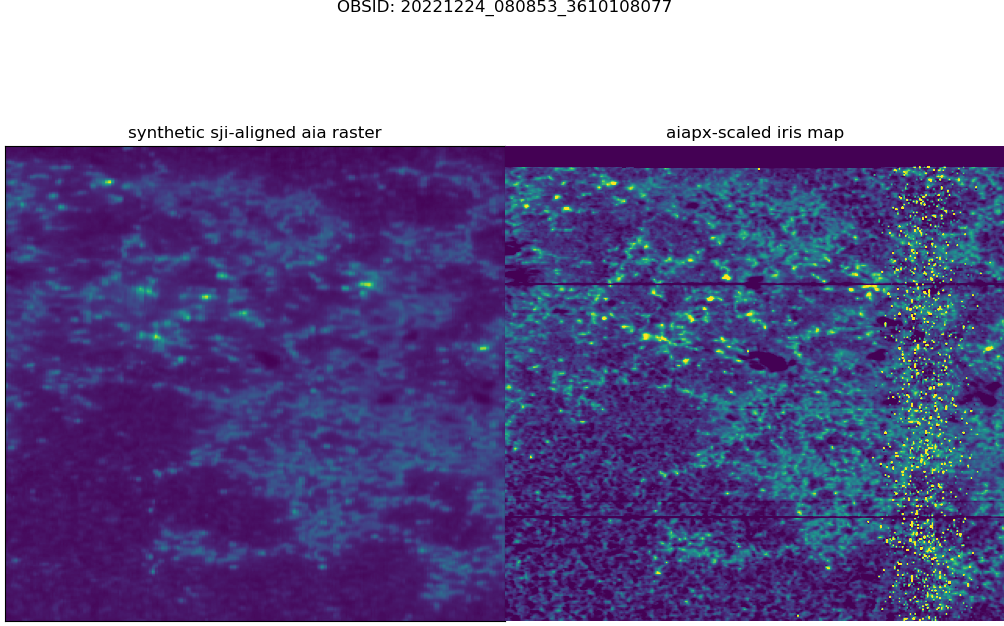 OBSID: 20221224_080853_3610108077
synthetic sji-aligned aia raster
aiapx-scaled iris map